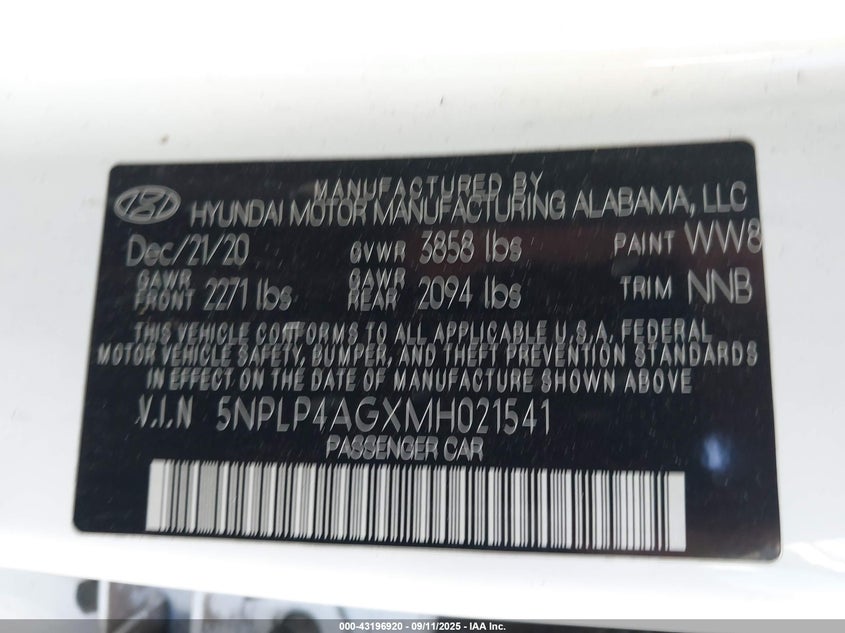 MANUFACTURED BY
HYUNDAI MOTOR MANUFACTURING ALABAMA, LLC
Dec/21/20 GVWR 3858 lbs PAINT WW8
GAWR FRONT 2271 lbs GAWR REAR 2094 lbs TRIM NNB
THIS VEHICLE CONFORMS TO ALL APPLICABLE U.S.A. FEDERAL
MOTOR VEHICLE SAFETY, BUMPER, AND THEFT PREVENTION STANDARDS
IN EFFECT ON THE DATE OF MANUFACTURE SHOWN ABOVE.
V.I.N 5NPLP4AGXMH021541
PASSENGER CAR
000-43196920 - 09/11/2025 - IAA Inc.